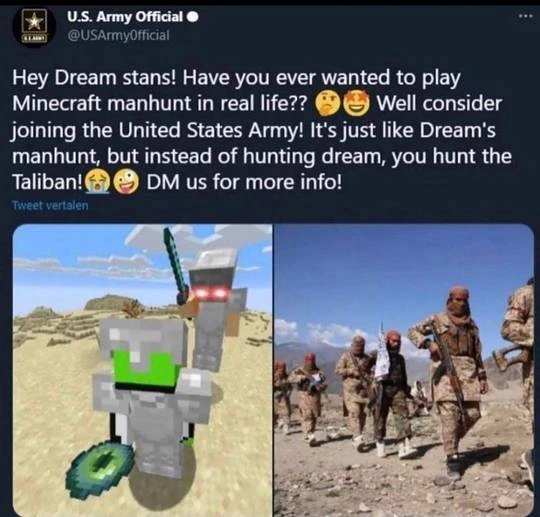 U.S. Army Official
@USArmy0fficial
U.S.ARMY
Hey Dream stans! Have you ever wanted to play
Minecraft manhunt in real life?? 🤔🤩 Well consider
joining the United States Army! It's just like Dream's
manhunt, but instead of hunting dream, you hunt the
Taliban!😭🤪 DM us for more info!
Tweet vertalen